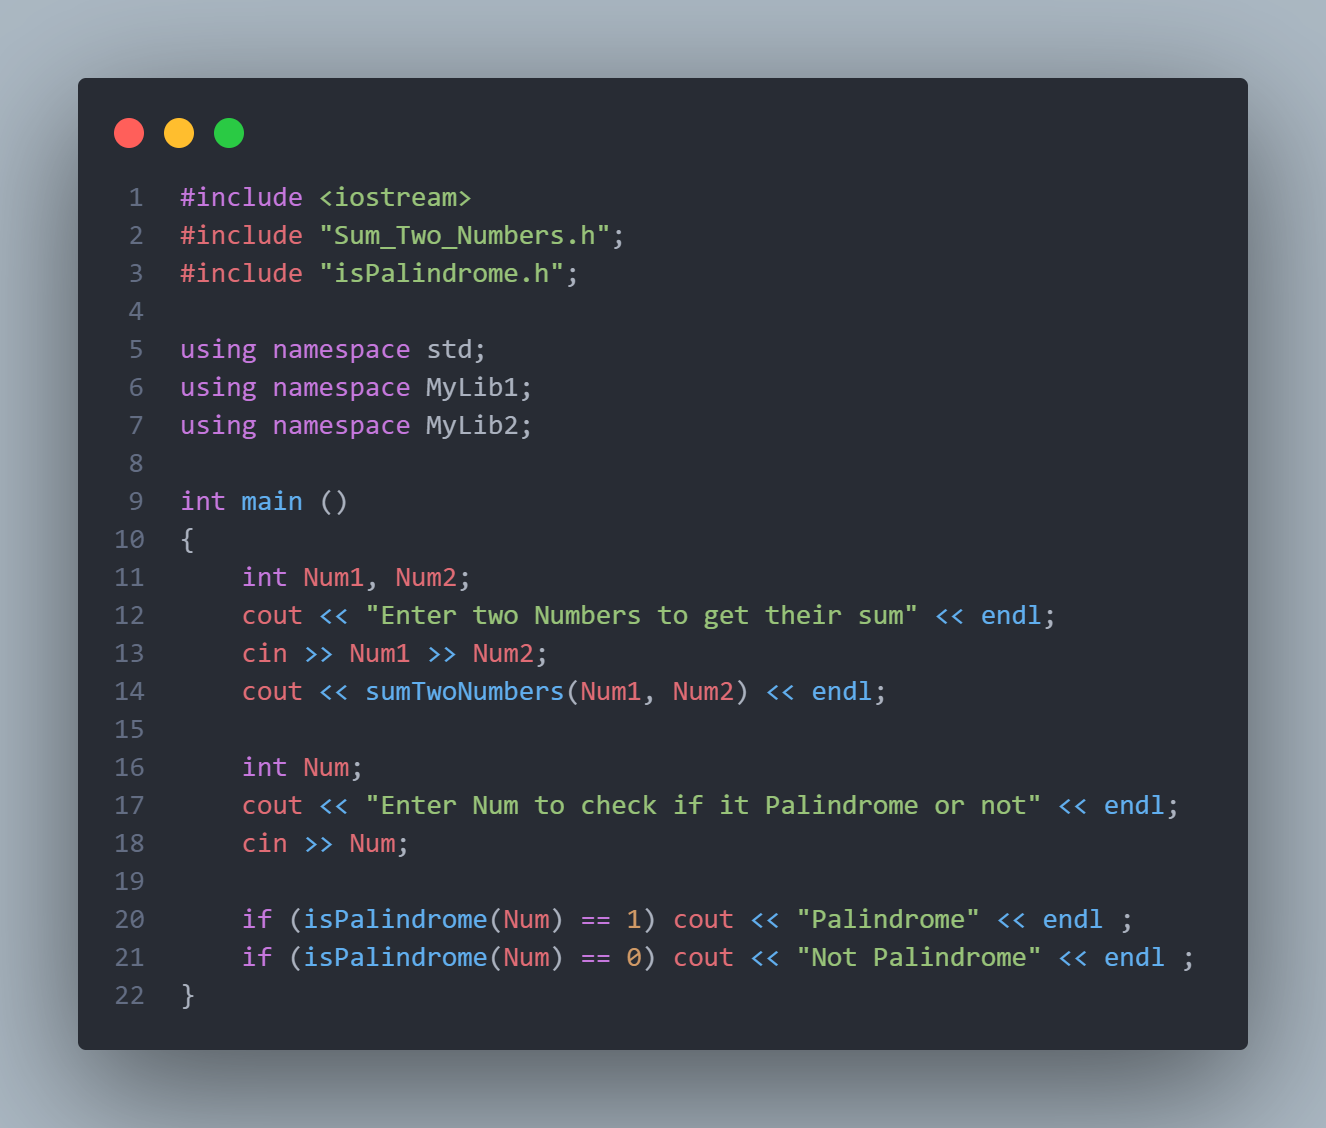 1 #include <iostream>
2 #include "Sum_Two_Numbers.h";
3 #include "isPalindrome.h";
4
5 using namespace std;
6 using namespace MyLib1;
7 using namespace MyLib2;
8
9 int main ()
10 {
11     int Num1, Num2;
12     cout << "Enter two Numbers to get their sum" << endl;
13     cin >> Num1 >> Num2;
14     cout << sumTwoNumbers(Num1, Num2) << endl;
15
16     int Num;
17     cout << "Enter Num to check if it Palindrome or not" << endl;
18     cin >> Num;
19
20     if (isPalindrome(Num) == 1) cout << "Palindrome" << endl ;
21     if (isPalindrome(Num) == 0) cout << "Not Palindrome" << endl ;
22 }